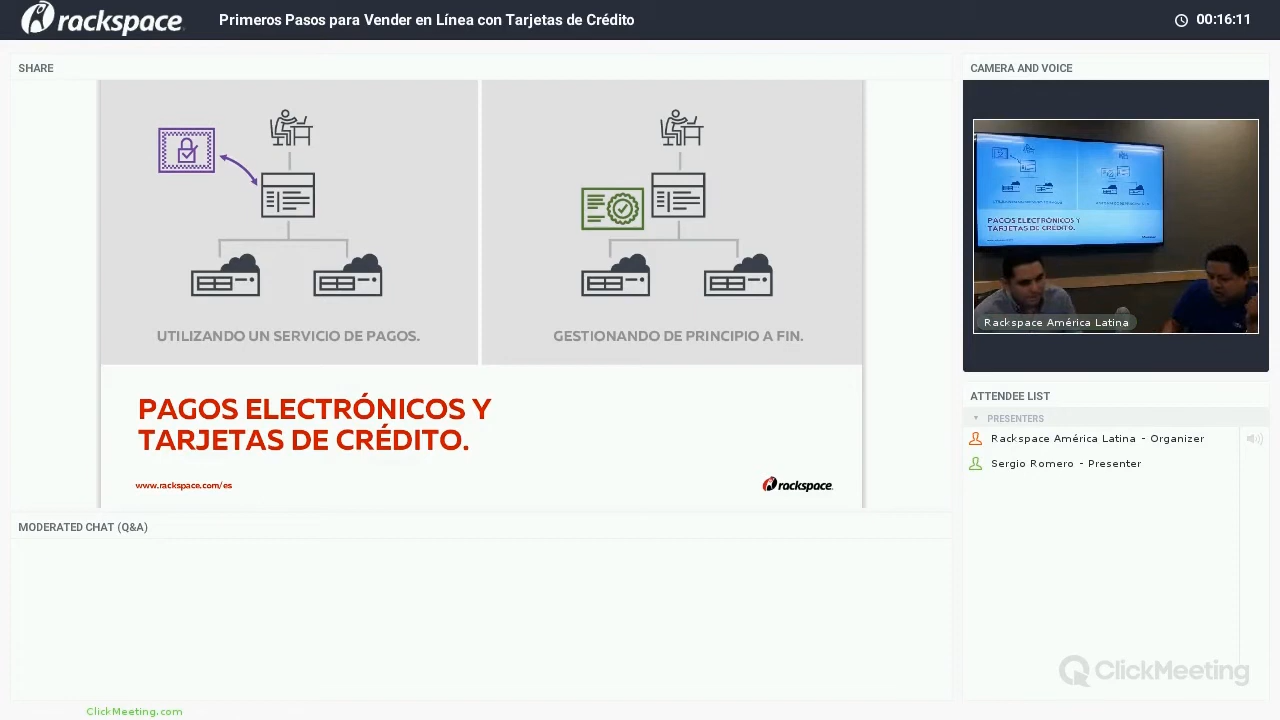 rackspace
Primeros Pasos para Vender en Línea con Tarjetas de Crédito
00:16:11
SHARE
UTILIZANDO UN SERVICIO DE PAGOS.
GESTIONANDO DE PRINCIPIO A FIN.
PAGOS ELECTRÓNICOS Y
TARJETAS DE CRÉDITO.
www.rackspace.com/es
rackspace
CAMERA AND VOICE
PAGOS ELECTRÓNICOS Y
TARJETAS DE CRÉDITO.
Rackspace América Latina
ATTENDEE LIST
PRESENTERS
Rackspace América Latina - Organizer
Sergio Romero - Presenter
MODERATED CHAT (Q&A)
ClickMeeting
ClickMeeting.com